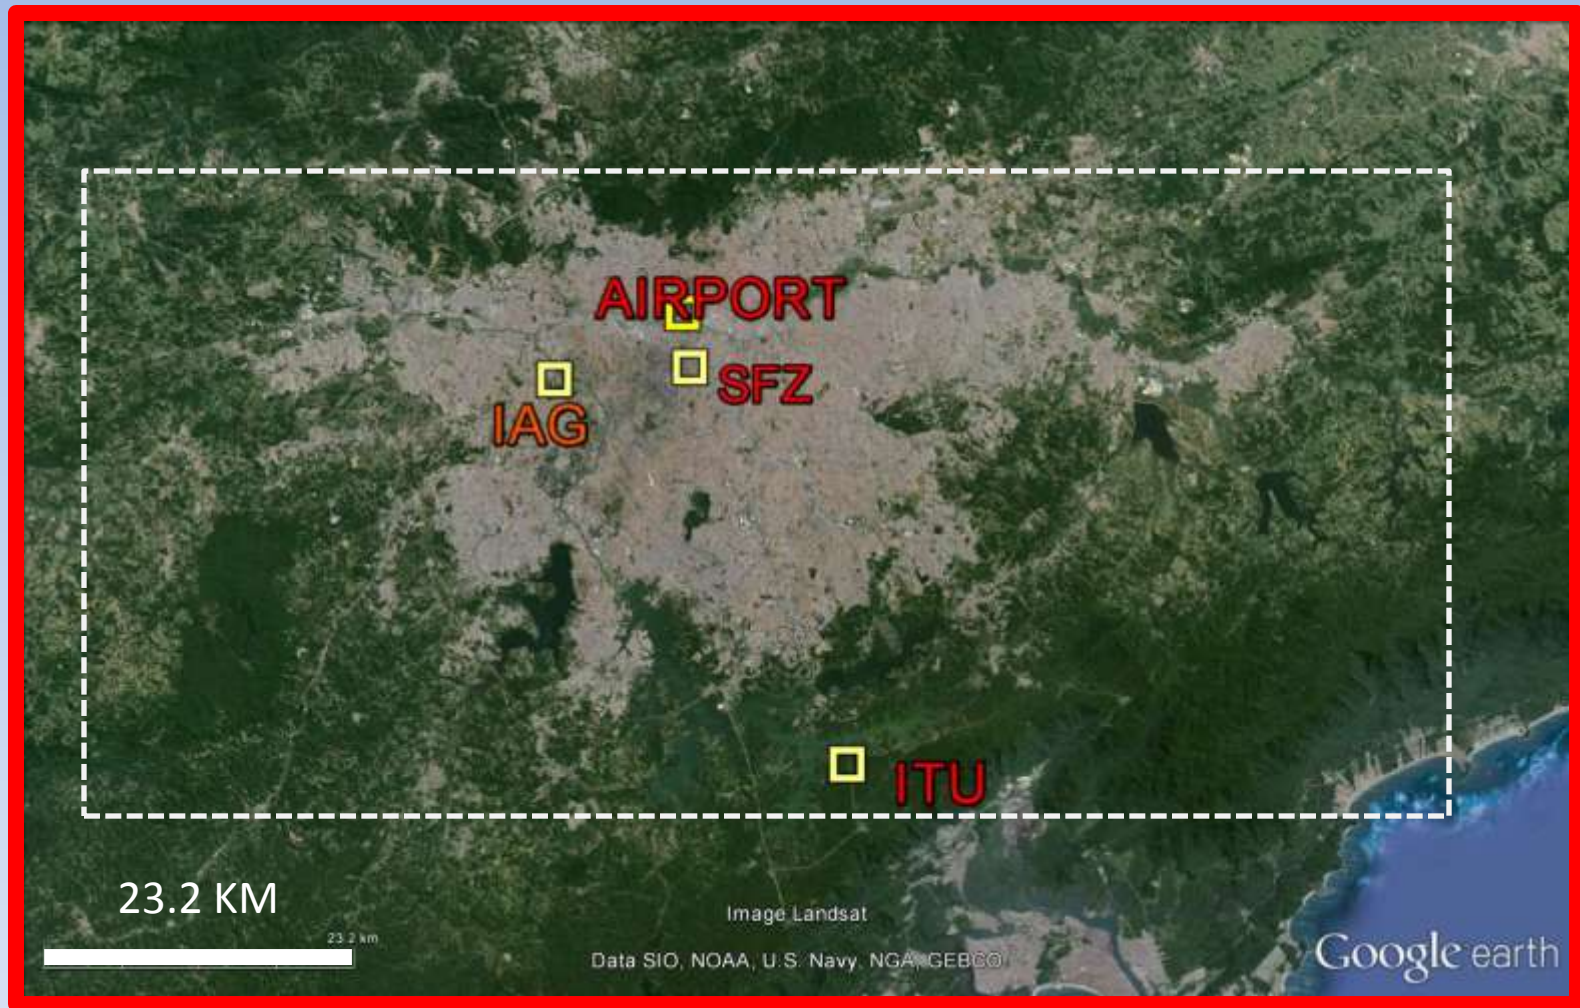 AIRPORT
SFZ
IAG
ITU
23.2 KM
23.2 km
Image Landsat
Data SIO, NOAA, U.S. Navy, NGA, GEBCO
Google earth